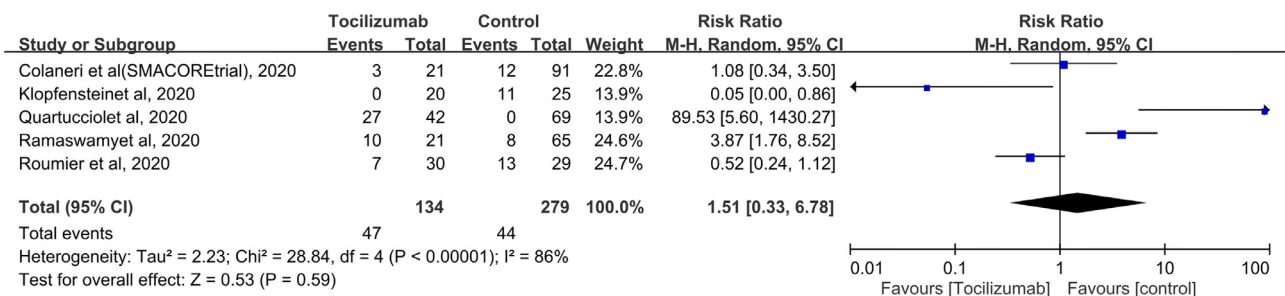 Tocilizumab Control Risk Ratio Risk Ratio
Study or Subgroup Events Total Events Total Weight M-H, Random, 95% CI M-H, Random, 95% CI
Colaneri et al(SMACOREtrial), 2020 3 21 12 91 22.8% 1.08 [0.34, 3.50]
Klopfensteinet al, 2020 0 20 11 25 13.9% 0.05 [0.00, 0.86]
Quartucciolet al, 2020 27 42 0 69 13.9% 89.53 [5.60, 1430.27]
Ramaswamyet al, 2020 10 21 8 65 24.6% 3.87 [1.76, 8.52]
Roumier et al, 2020 7 30 13 29 24.7% 0.52 [0.24, 1.12]
Total (95% CI) 134 279 100.0% 1.51 [0.33, 6.78]
Total events 47 44
Heterogeneity: Tau² = 2.23; Chi² = 28.84, df = 4 (P < 0.00001); I² = 86%
Test for overall effect: Z = 0.53 (P = 0.59)
0.01 0.1 1 10 100
Favours [Tocilizumab] Favours [control]